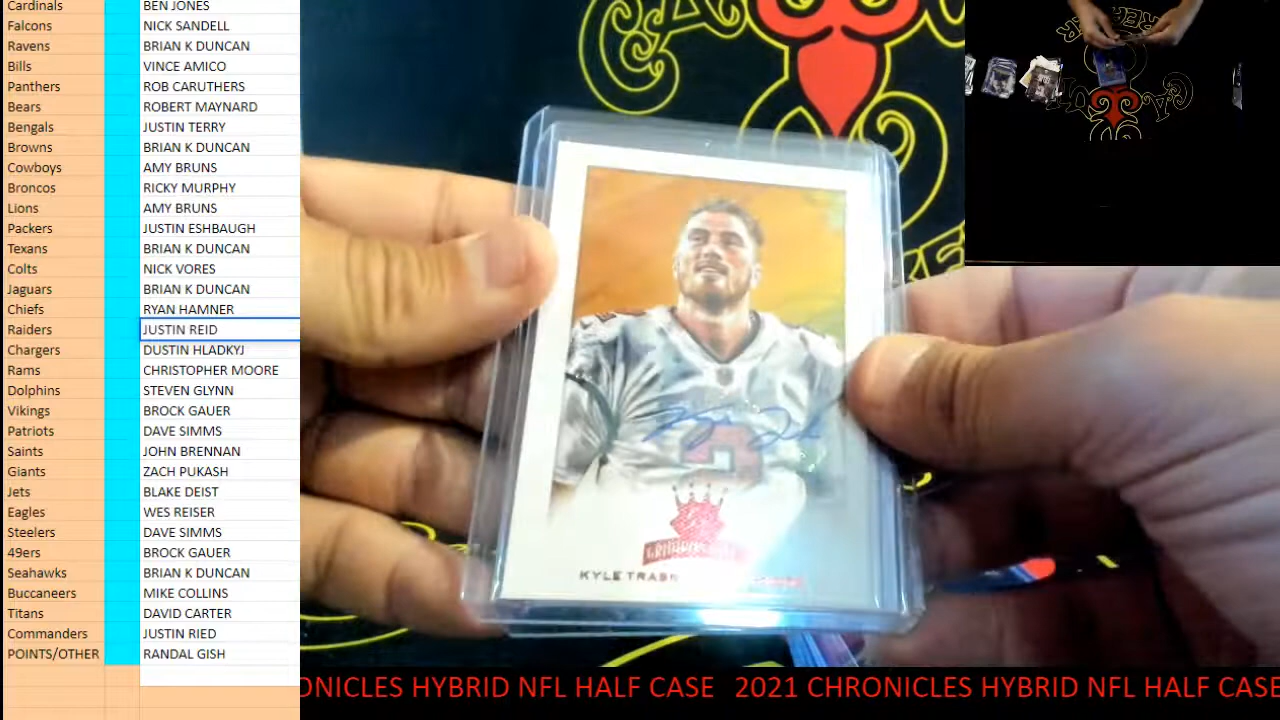 Cardinals BEN JONES
Falcons NICK SANDELL
Ravens BRIAN K DUNCAN
Bills VINCE AMICO
Panthers ROB CARUTHERS
Bears ROBERT MAYNARD
Bengals JUSTIN TERRY
Browns BRIAN K DUNCAN
Cowboys AMY BRUNS
Broncos RICKY MURPHY
Lions AMY BRUNS
Packers JUSTIN ESHBAUGH
Texans BRIAN K DUNCAN
Colts NICK VORES
Jaguars BRIAN K DUNCAN
Chiefs RYAN HAMNER
Raiders JUSTIN REID
Chargers DUSTIN HLADKYJ
Rams CHRISTOPHER MOORE
Dolphins STEVEN GLYNN
Vikings BROCK GAUER
Patriots DAVE SIMMS
Saints JOHN BRENNAN
Giants ZACH PUKASH
Jets BLAKE DEIST
Eagles WES REISER
Steelers DAVE SIMMS
49ers BROCK GAUER
Seahawks BRIAN K DUNCAN
Buccaneers MIKE COLLINS
Titans DAVID CARTER
Commanders JUSTIN RIED
POINTS/OTHER RANDAL GISH
KYLE TRASK
ONICLES HYBRID NFL HALF CASE 2021 CHRONICLES HYBRID NFL HALF CASE